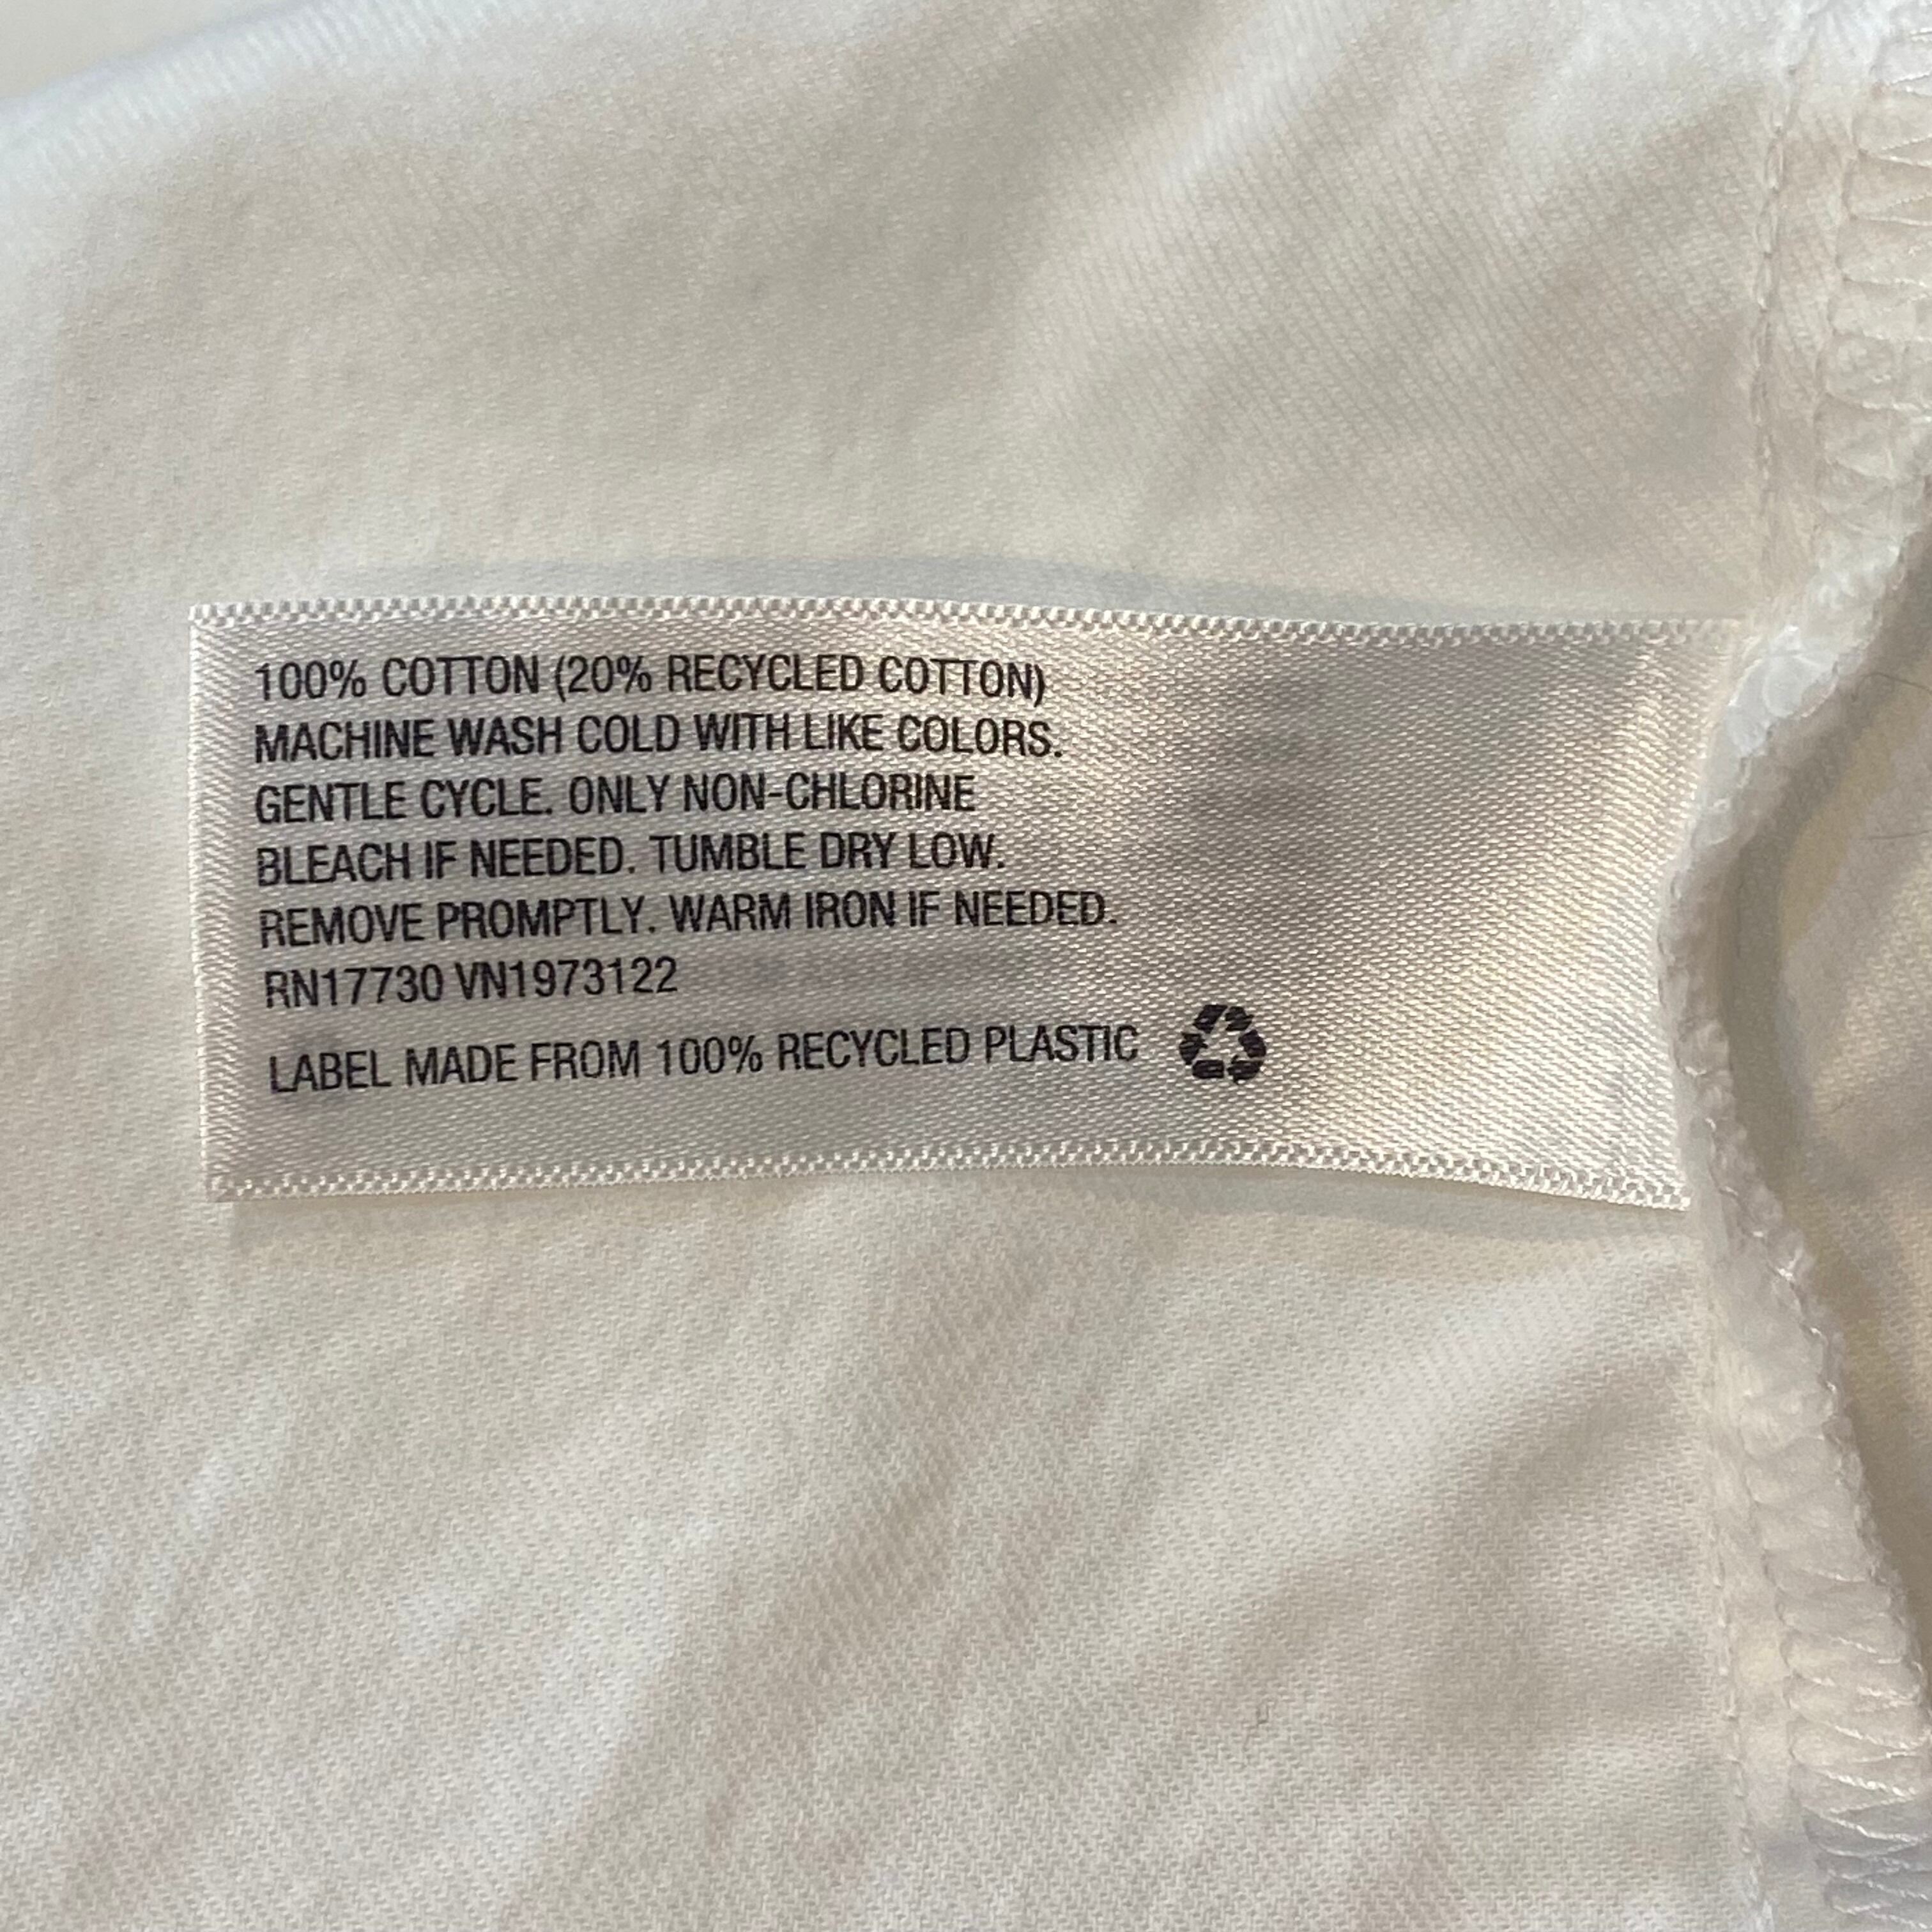 100% COTTON (20% RECYCLED COTTON)
MACHINE WASH COLD WITH LIKE COLORS.
GENTLE CYCLE. ONLY NON-CHLORINE
BLEACH IF NEEDED. TUMBLE DRY LOW.
REMOVE PROMPTLY. WARM IRON IF NEEDED.
RN17730 VN1973122
LABEL MADE FROM 100% RECYCLED PLASTIC